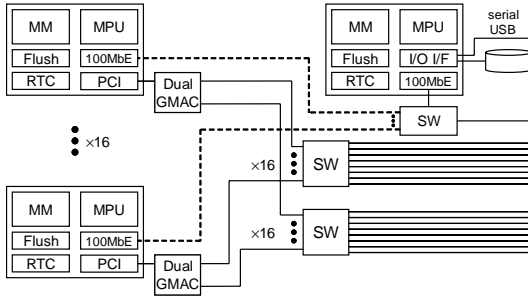 MM MPU
Flush 100MbE
RTC PCI
Dual
GMAC
×16
MM MPU
Flush 100MbE
RTC PCI
Dual
GMAC
MM MPU
Flush I/O I/F
RTC 100MbE
serial
USB
SW
×16
SW
×16
SW